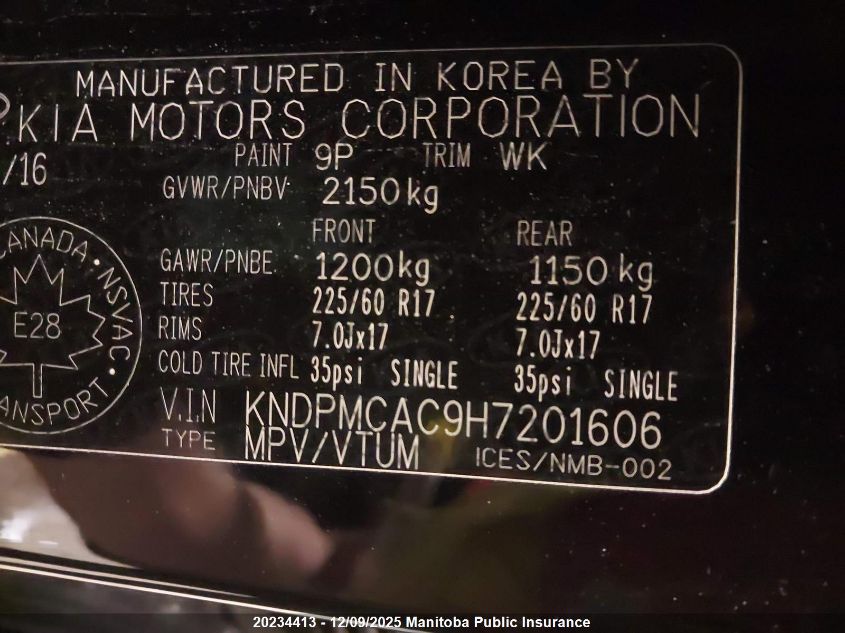 MANUFACTURED IN KOREA BY
KIA MOTORS CORPORATION
/16 PAINT 9P TRIM WK
GVWR/PNBV 2150kg
FRONT REAR
GAWR/PNBE 1200kg 1150kg
TIRES 225/60 R17 225/60 R17
RIMS 7.0Jx17 7.0Jx17
COLD TIRE INFL 35psi SINGLE 35psi SINGLE
V.I.N KNDPMCAC9H7201606
TYPE MPV/VTUM ICES/NMB-002
CANADA • NSVAC •
E28
ANSPORT
20234413 - 12/09/2025 Manitoba Public Insurance